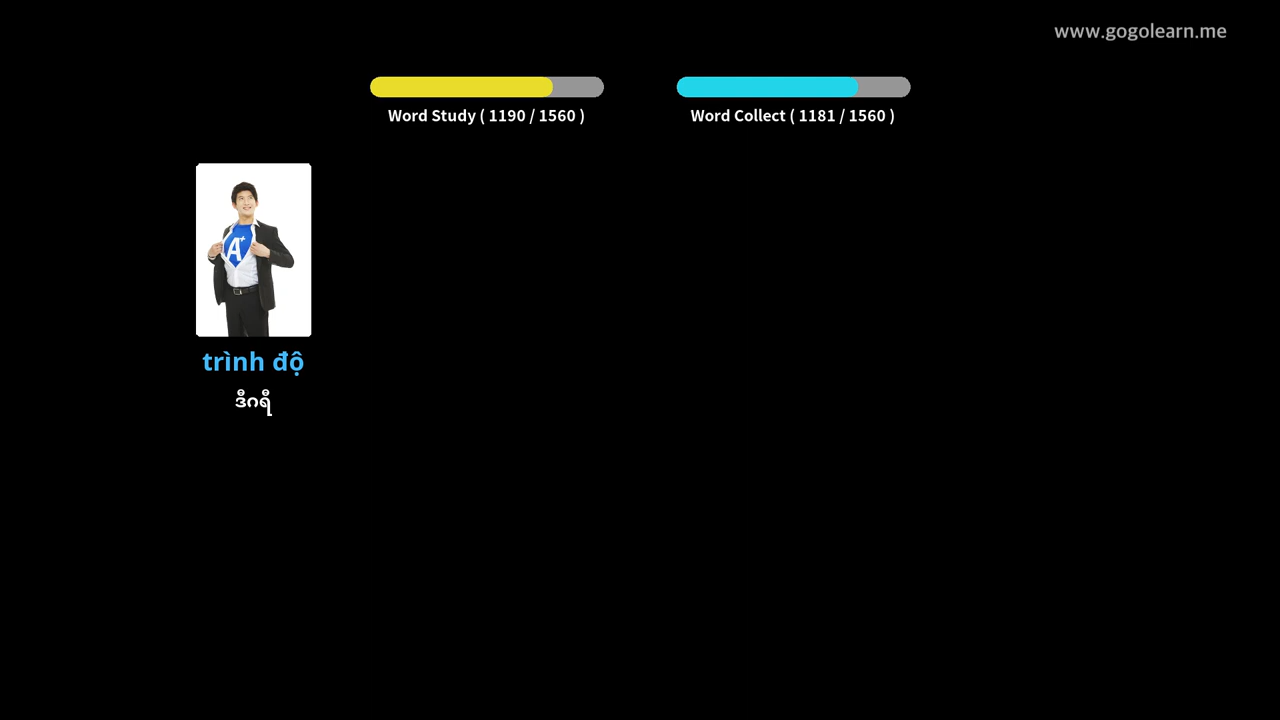 www.gogolearn.me
Word Study ( 1190 / 1560 )
Word Collect ( 1181 / 1560 )
A+
trình độ
ဒီဂရီ